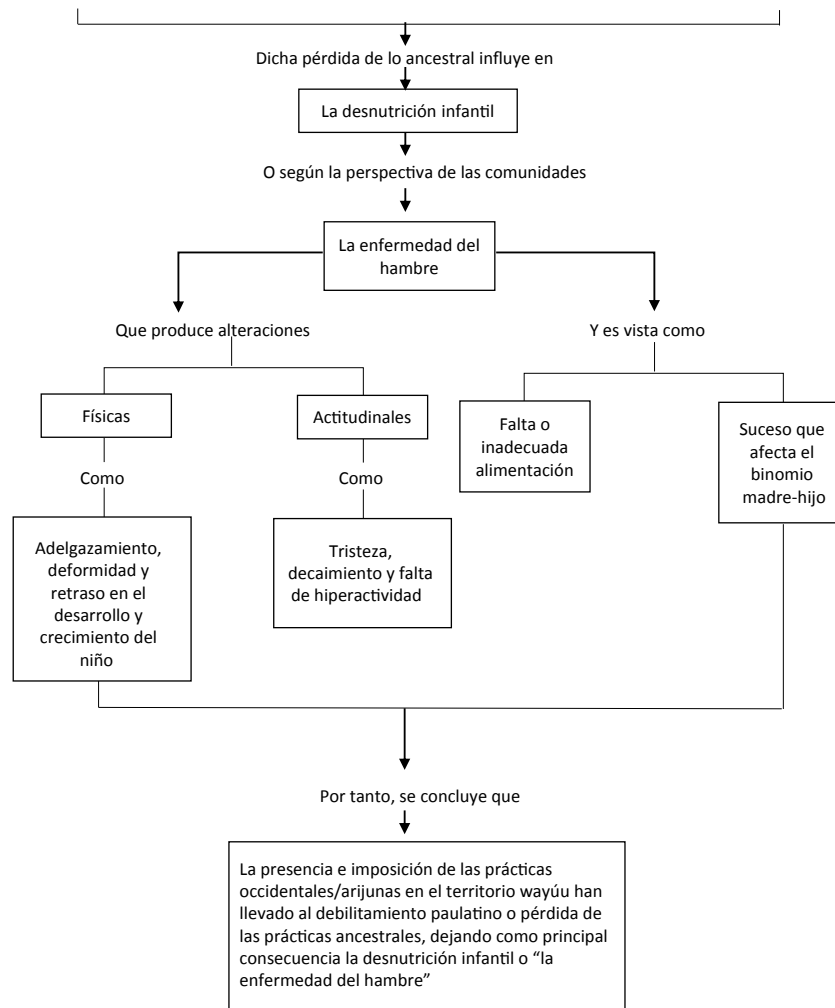 Dicha pérdida de lo ancestral influye en
La desnutrición infantil
O según la perspectiva de las comunidades
La enfermedad del
hambre
Que produce alteraciones
Y es vista como
Físicas
Actitudinales
Falta o
inadecuada
alimentación
Suceso que
afecta el
binomio
madre-hijo
Como
Como
Adelgazamiento,
deformidad y
retraso en el
desarrollo y
crecimiento del
niño
Tristeza,
decaimiento y falta
de hiperactividad
Por tanto, se concluye que
La presencia e imposición de las prácticas
occidentales/arijunas en el territorio wayúu han
llevado al debilitamiento paulatino o pérdida de
las prácticas ancestrales, dejando como principal
consecuencia la desnutrición infantil o “la
enfermedad del hambre”